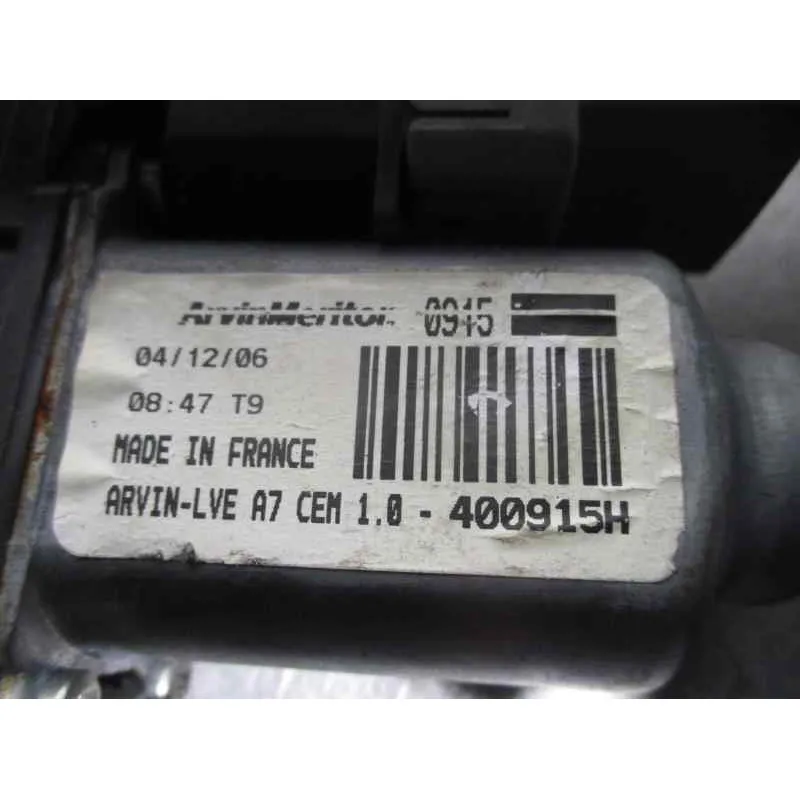 ArvinMeritor. 0915
04/12/06
08:47 T9
MADE IN FRANCE
ARVIN-LVE A7 CEM 1.0 - 400915H